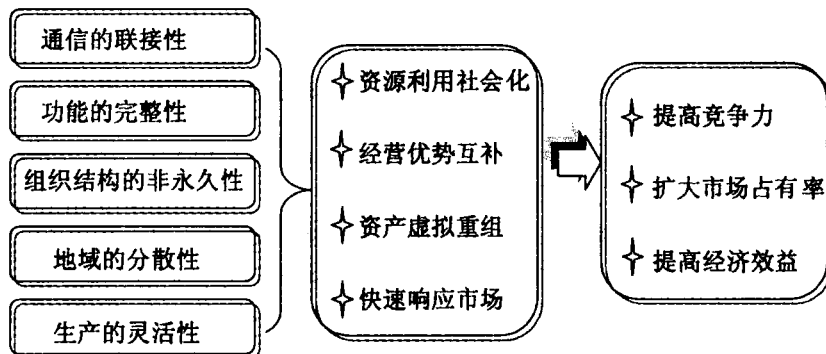 通信的联接性
功能的完整性
组织结构的非永久性
地域的分散性
生产的灵活性
资源利用社会化
经营优势互补
资产虚拟重组
快速响应市场
提高竞争力
扩大市场占有率
提高经济效益